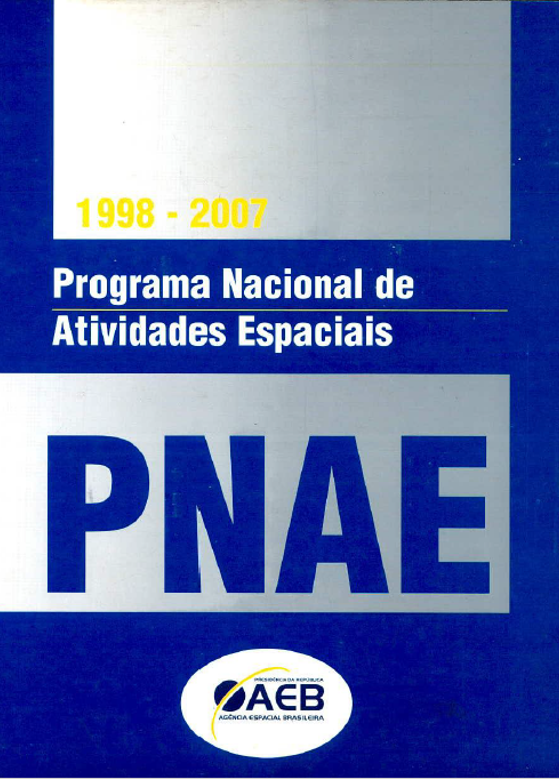 1998 - 2007
Programa Nacional de
Atividades Espaciais
PNAE
PRESIDÊNCIA DA REPÚBLICA
AEB
AGÊNCIA ESPACIAL BRASILEIRA